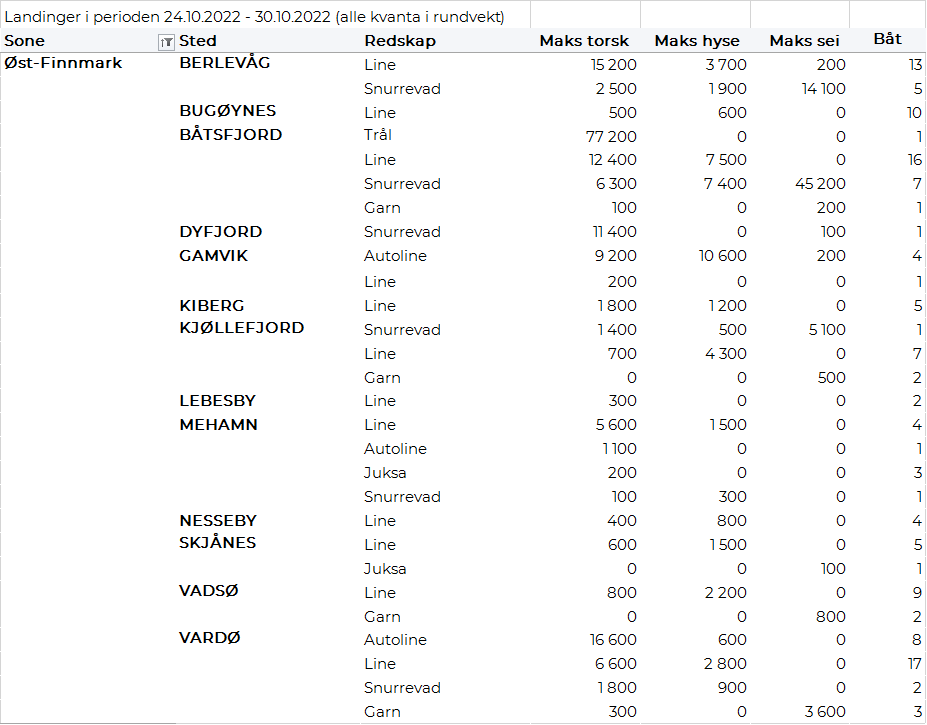 Landinger i perioden 24.10.2022 - 30.10.2022 (alle kvanta i rundvekt)
Sone Sted Redskap Maks torsk Maks hyse Maks sei Båt
Øst-Finnmark BERLEVÅG Line 15 200 3 700 200 13
Snurrevad 2 500 1 900 14 100 5
BUGØYNES Line 500 600 0 10
BÅTSFJORD Trål 77 200 0 0 1
Line 12 400 7 500 0 16
Snurrevad 6 300 7 400 45 200 7
Garn 100 0 200 1
DYFJORD Snurrevad 11 400 0 100 1
GAMVIK Autoline 9 200 10 600 200 4
Line 200 0 0 1
KIBERG Line 1 800 1 200 0 5
KJØLLEFJORD Snurrevad 1 400 500 5 100 1
Line 700 4 300 0 7
Garn 0 0 500 2
LEBESBY Line 300 0 0 2
MEHAMN Line 5 600 1 500 0 4
Autoline 1 100 0 0 1
Juksa 200 0 0 3
Snurrevad 100 300 0 1
NESSEBY Line 400 800 0 4
SKJÅNES Line 600 1 500 0 5
Juksa 0 0 100 1
VADSØ Line 800 2 200 0 9
Garn 0 0 800 2
VARDØ Autoline 16 600 600 0 8
Line 6 600 2 800 0 17
Snurrevad 1 800 900 0 2
Garn 300 0 3 600 3